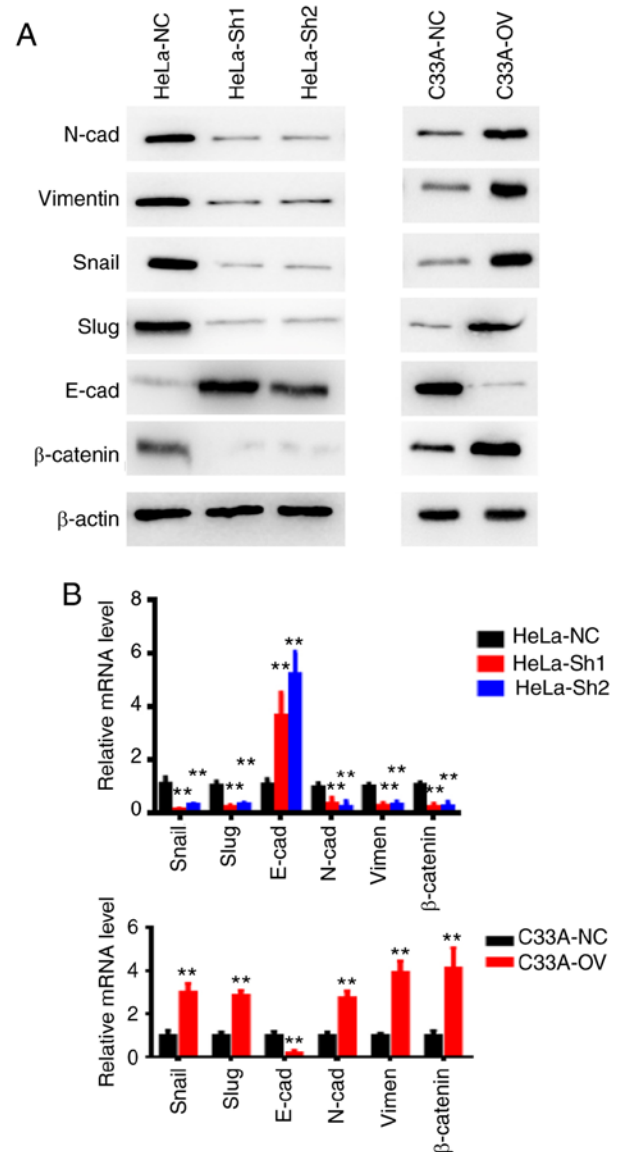 A
HeLa-NC
HeLa-Sh1
HeLa-Sh2
C33A-NC
C33A-OV
N-cad
Vimentin
Snail
Slug
E-cad
β-catenin
β-actin
B
Relative mRNA level
8
6
4
2
0
** ** ** ** ** ** ** ** ** ** ** **
Snail
Slug
E-cad
N-cad
Vimen
β-catenin
HeLa-NC
HeLa-Sh1
HeLa-Sh2
Relative mRNA level
6
4
2
0
** ** ** ** ** **
Snail
Slug
E-cad
N-cad
Vimen
β-catenin
C33A-NC
C33A-OV